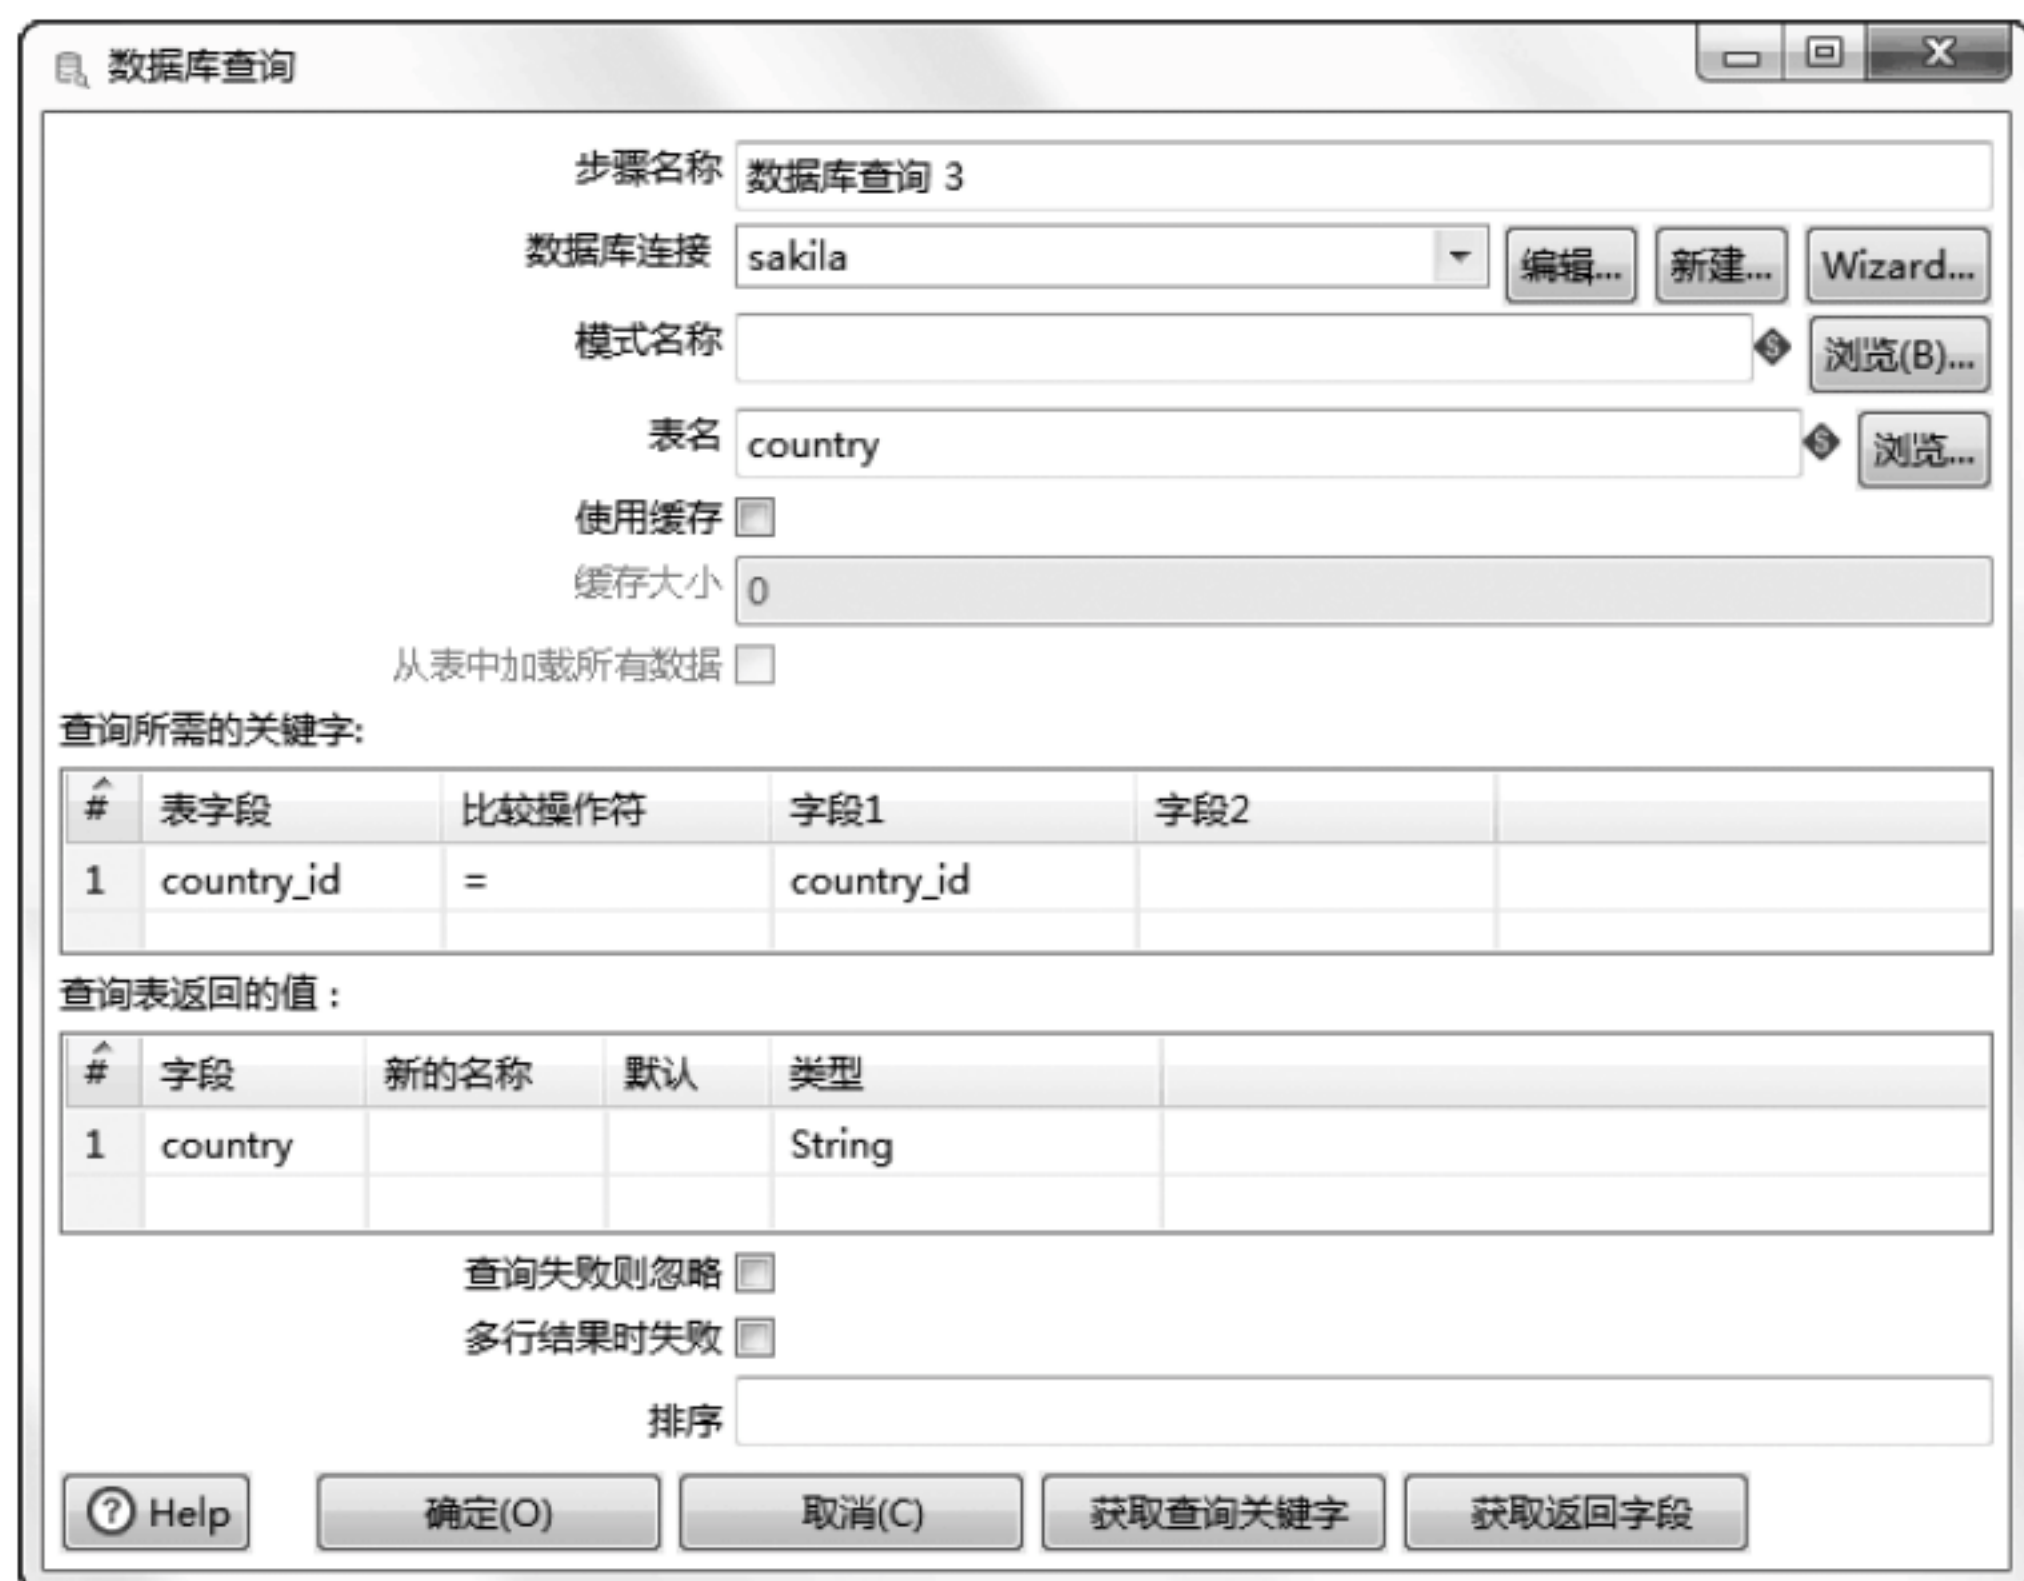 数据库查询
步骤名称 数据库查询 3
数据库连接 sakila 编辑... 新建... Wizard...
模式名称 浏览(B)...
表名 country 浏览...
使用缓存
缓存大小 0
从表中加载所有数据
查询所需的关键字:
# 表字段 比较操作符 字段1 字段2
1 country_id = country_id
查询表返回的值:
# 字段 新的名称 默认 类型
1 country String
查询失败则忽略
多行结果时失败
排序
Help 确定(O) 取消(C) 获取查询关键字 获取返回字段